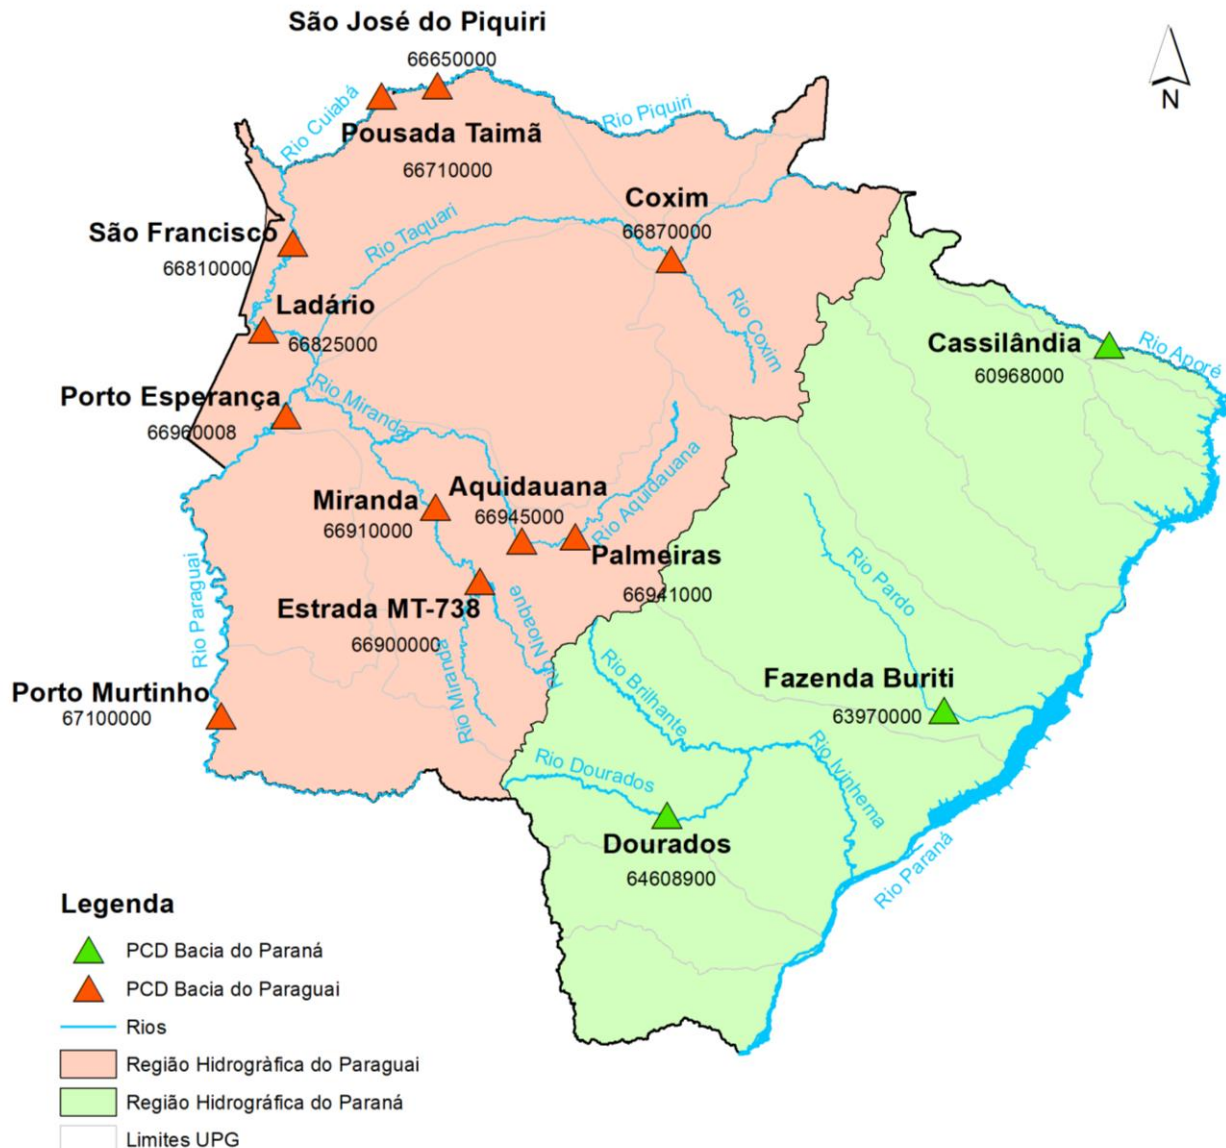 São José do Piquiri
66650000
N
Rio Cuiabá
Rio Piquiri
Pousada Taimã
66710000
Coxim
66870000
São Francisco
66810000
Rio Taquari
Ladário
66825000
Rio Coxim
Cassilândia
60968000
Rio Aporé
Porto Esperança
66960008
Rio Miranda
Miranda
66910000
Aquidauana
66945000
Rio Aquidauana
Palmeiras
66941000
Rio Paraguai
Estrada MT-738
66900000
Rio Nioaque
Rio Miranda
Rio Pardo
Porto Murtinho
67100000
Rio Brilhante
Fazenda Buriti
63970000
Rio Dourados
Rio Ivinhema
Dourados
64608900
Rio Paraná
Legenda
PCD Bacia do Paraná
PCD Bacia do Paraguai
Rios
Região Hidrogràfica do Paraguai
Região Hidrográfica do Paraná
Limites UPG